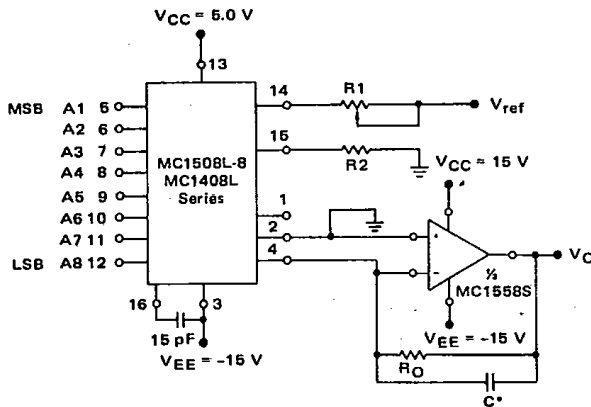 VCC = 5.0 V
13
MSB A1 5
A2 6
A3 7
A4 8
A5 9
A6 10
A7 11
LSB A8 12
MC1508L-8
MC1408L
Series
14
R1
Vref
15
R2
1
2
4
VCC = 15 V
+
−
½
MC1558S
VO
VEE = -15 V
RO
C*
16
3
15 pF
VEE = -15 V